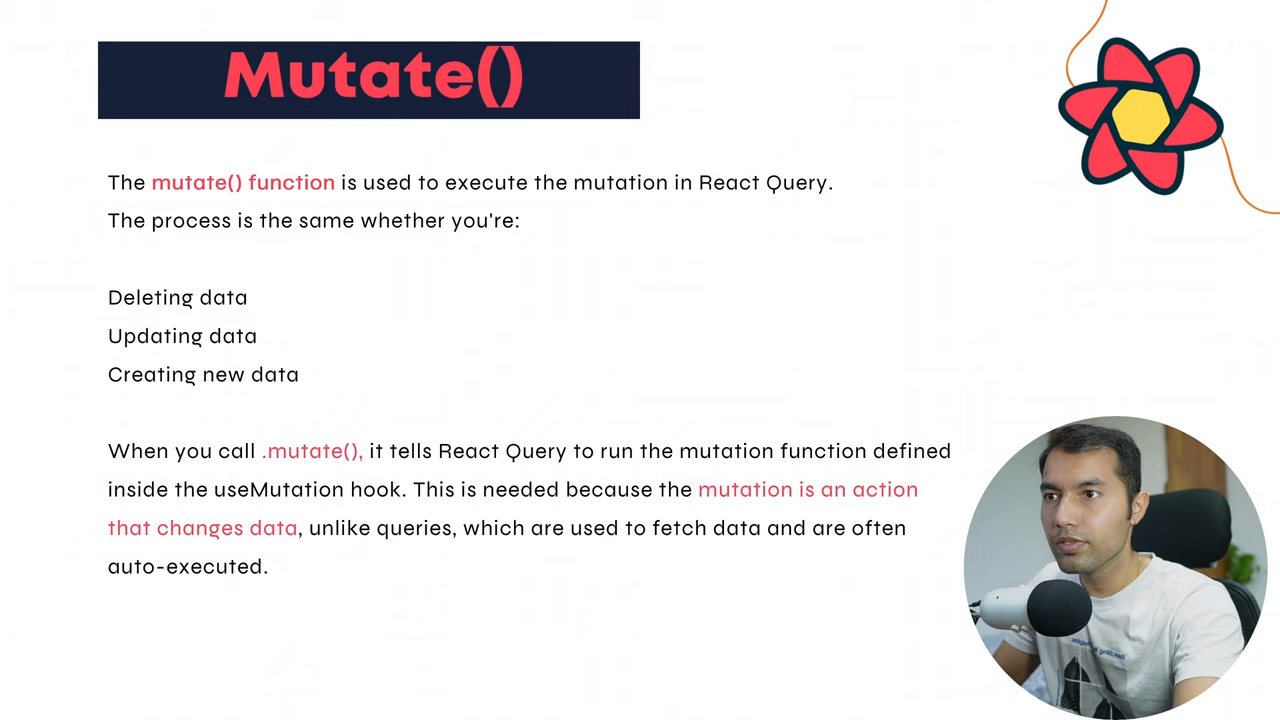 Mutate()
The mutate() function is used to execute the mutation in React Query.
The process is the same whether you're:
Deleting data
Updating data
Creating new data
When you call .mutate(), it tells React Query to run the mutation function defined
inside the useMutation hook. This is needed because the mutation is an action
that changes data, unlike queries, which are used to fetch data and are often
auto-executed.